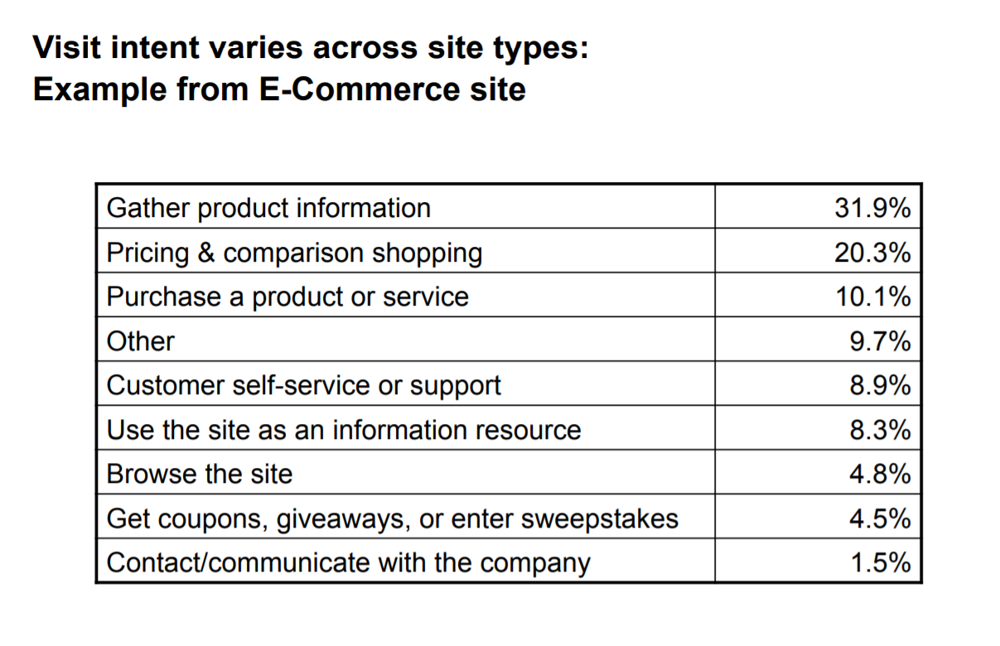 Visit intent varies across site types:
Example from E-Commerce site
Gather product information 31.9%
Pricing & comparison shopping 20.3%
Purchase a product or service 10.1%
Other 9.7%
Customer self-service or support 8.9%
Use the site as an information resource 8.3%
Browse the site 4.8%
Get coupons, giveaways, or enter sweepstakes 4.5%
Contact/communicate with the company 1.5%